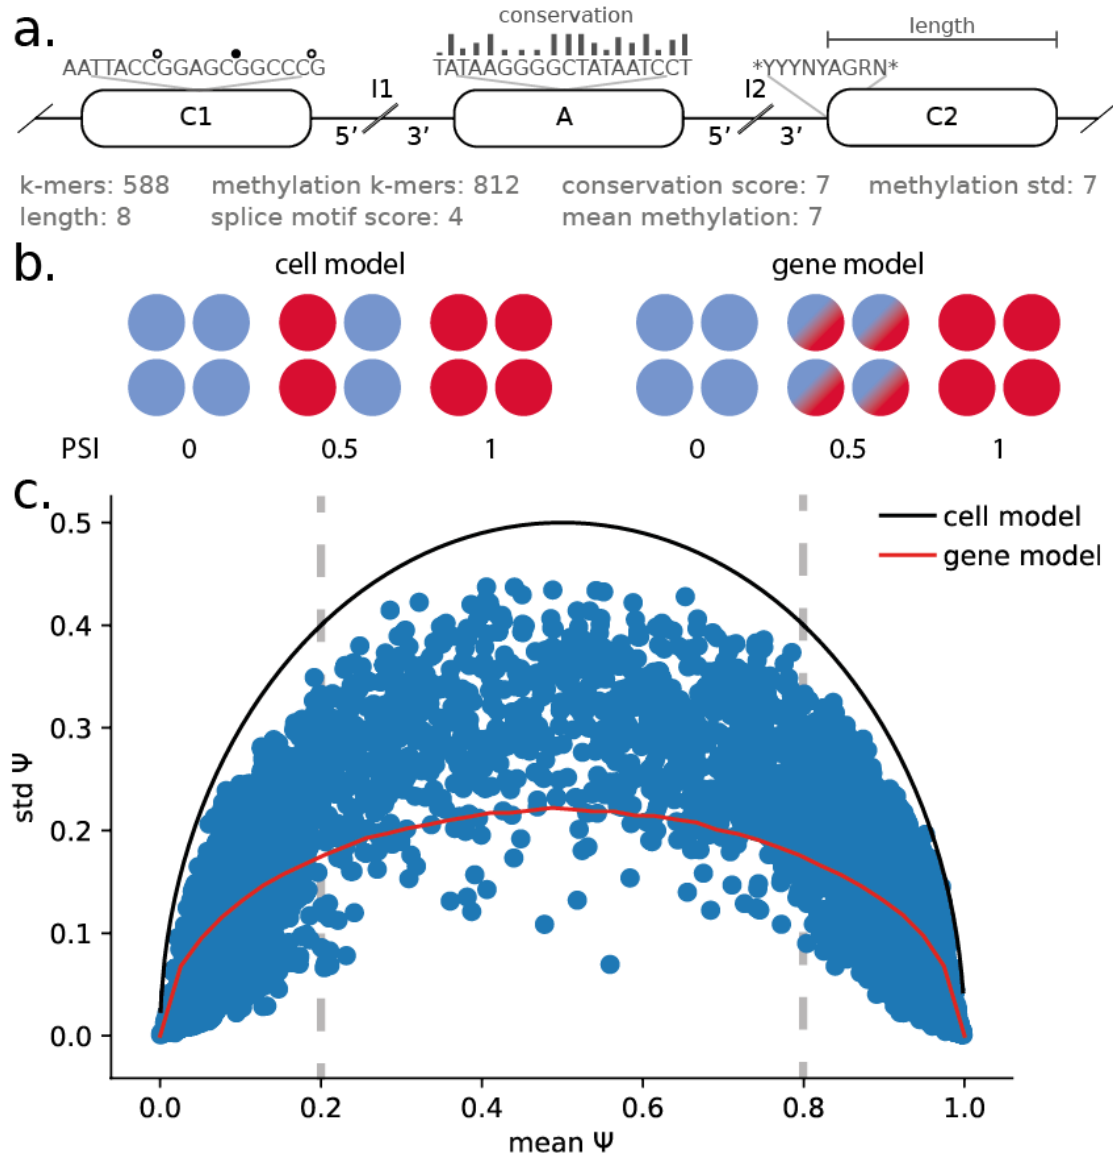 a.
conservation
length
AATTACCGGAGCGGCCCG
TATAAGGGGCTATAATCCT
*YYYNYAGRN*
I1
I2
C1
A
C2
5’
3’
5’
3’
k-mers: 588
methylation k-mers: 812
conservation score: 7
methylation std: 7
length: 8
splice motif score: 4
mean methylation: 7
b.
cell model
gene model
PSI
0
0.5
1
0
0.5
1
c.
cell model
gene model
0.5
0.4
0.3
0.2
0.1
0.0
std Ψ
0.0
0.2
0.4
0.6
0.8
1.0
mean Ψ